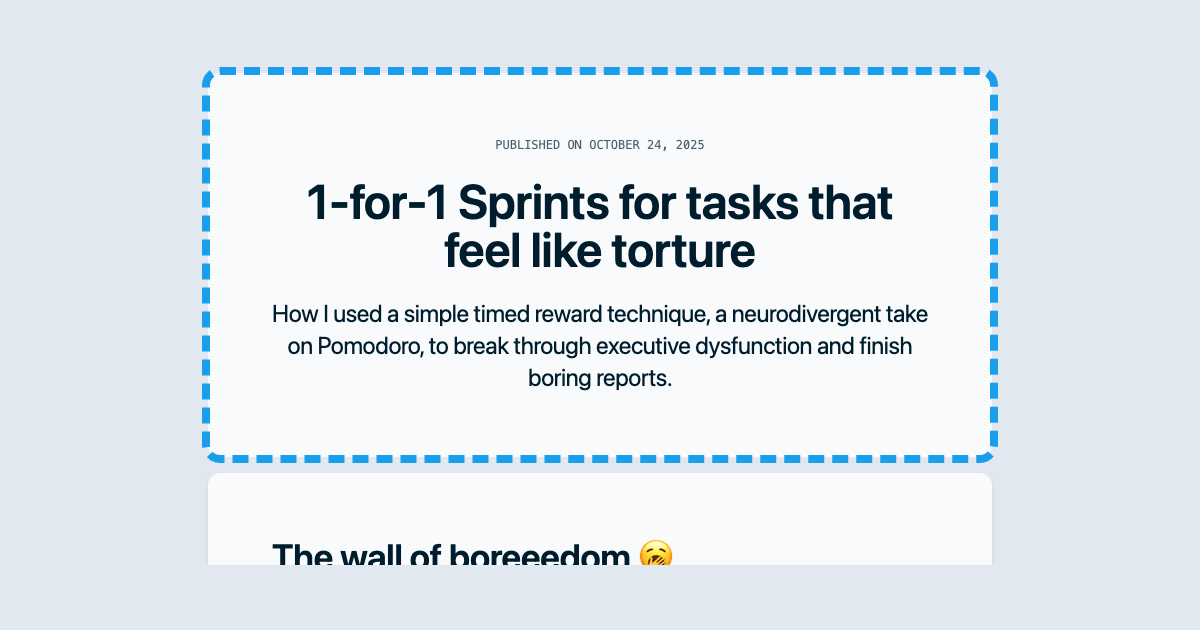 PUBLISHED ON OCTOBER 24, 2025
1-for-1 Sprints for tasks that
feel like torture
How I used a simple timed reward technique, a neurodivergent take
on Pomodoro, to break through executive dysfunction and finish
boring reports.
The wall of boreeedom 🥱